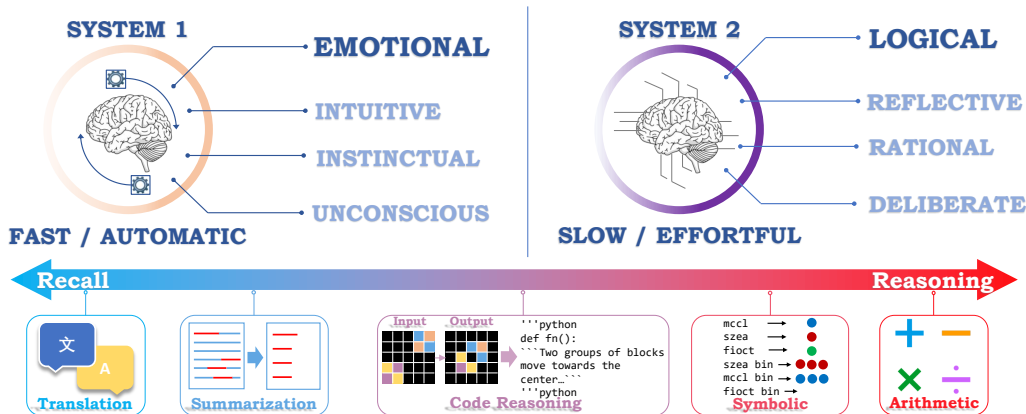 SYSTEM 1
EMOTIONAL
INTUITIVE
INSTINCTUAL
UNCONSCIOUS
FAST / AUTOMATIC
SYSTEM 2
LOGICAL
REFLECTIVE
RATIONAL
DELIBERATE
SLOW / EFFORTFUL
Recall
Reasoning
文
A
Translation
Summarization
Input
Output
'''python
def fn():
```Two groups of blocks
move towards the
center…```
'''python
Code Reasoning
mccl
szea
fioct
szea bin
mccl bin
fioct bin
Symbolic
+
−
×
÷
Arithmetic